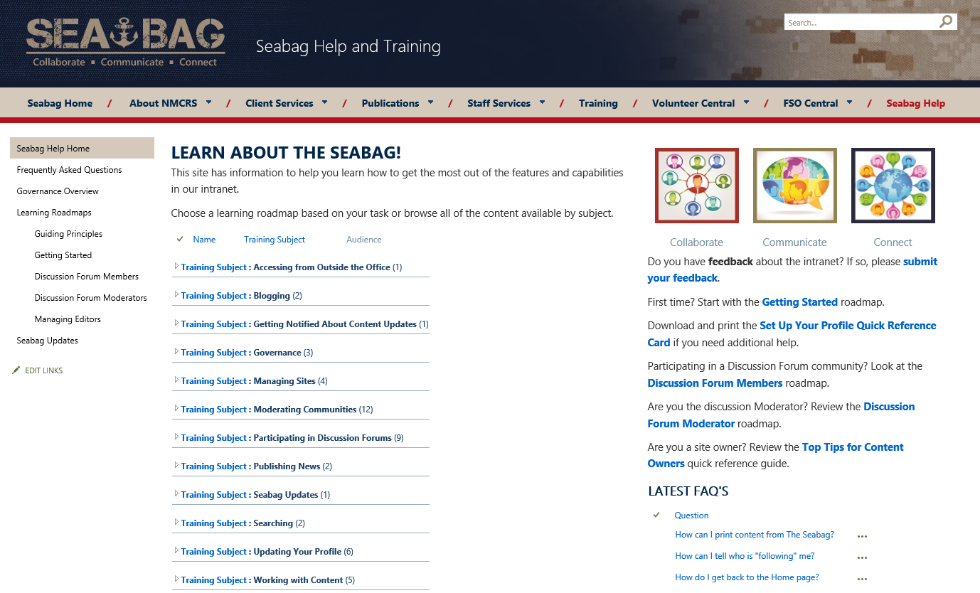 SEA BAG
Collaborate ▪ Communicate ▪ Connect
Seabag Help and Training
Search...
Seabag Home / About NMCRS / Client Services / Publications / Staff Services / Training / Volunteer Central / FSO Central / Seabag Help
Seabag Help Home
Frequently Asked Questions
Governance Overview
Learning Roadmaps
Guiding Principles
Getting Started
Discussion Forum Members
Discussion Forum Moderators
Managing Editors
Seabag Updates
EDIT LINKS
LEARN ABOUT THE SEABAG!
This site has information to help you learn how to get the most out of the features and capabilities
in our intranet.
Choose a learning roadmap based on your task or browse all of the content available by subject.
Name Training Subject Audience
Training Subject : Accessing from Outside the Office (1)
Training Subject : Blogging (2)
Training Subject : Getting Notified About Content Updates (1)
Training Subject : Governance (3)
Training Subject : Managing Sites (4)
Training Subject : Moderating Communities (12)
Training Subject : Participating in Discussion Forums (9)
Training Subject : Publishing News (2)
Training Subject : Seabag Updates (1)
Training Subject : Searching (2)
Training Subject : Updating Your Profile (6)
Training Subject : Working with Content (5)
Collaborate Communicate Connect
Do you have feedback about the intranet? If so, please submit
your feedback.
First time? Start with the Getting Started roadmap.
Download and print the Set Up Your Profile Quick Reference
Card if you need additional help.
Participating in a Discussion Forum community? Look at the
Discussion Forum Members roadmap.
Are you the discussion Moderator? Review the Discussion
Forum Moderator roadmap.
Are you a site owner? Review the Top Tips for Content
Owners quick reference guide.
LATEST FAQ'S
Question
How can I print content from The Seabag? ...
How can I tell who is "following" me? ...
How do I get back to the Home page? ...